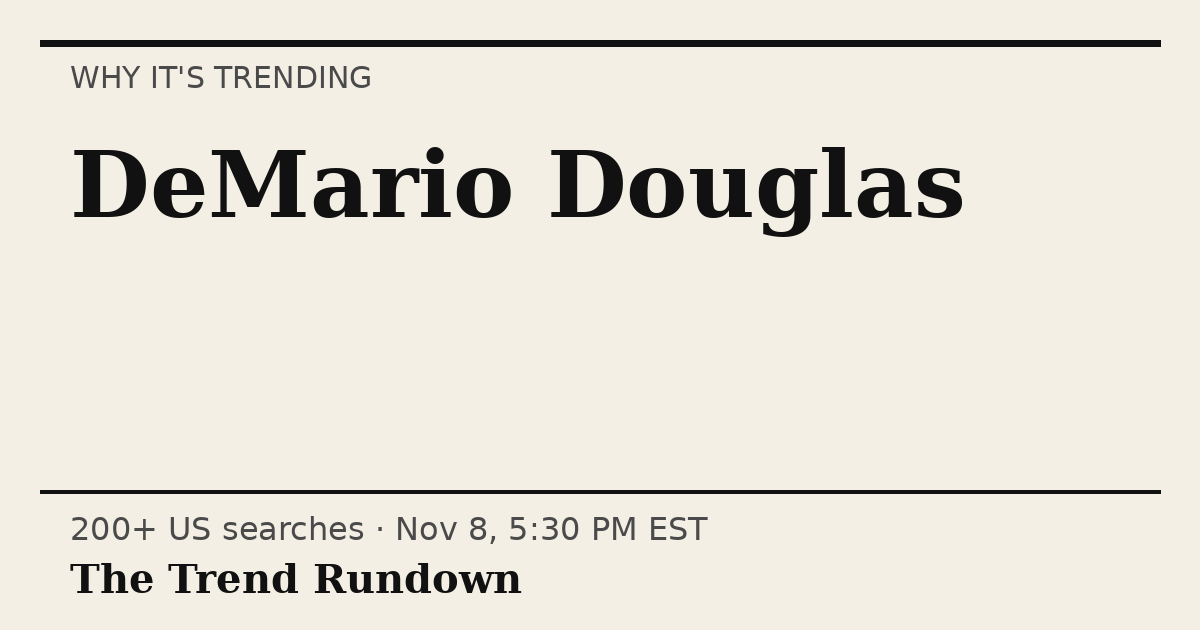 WHY IT'S TRENDING
DeMario Douglas
200+ US searches · Nov 8, 5:30 PM EST
The Trend Rundown